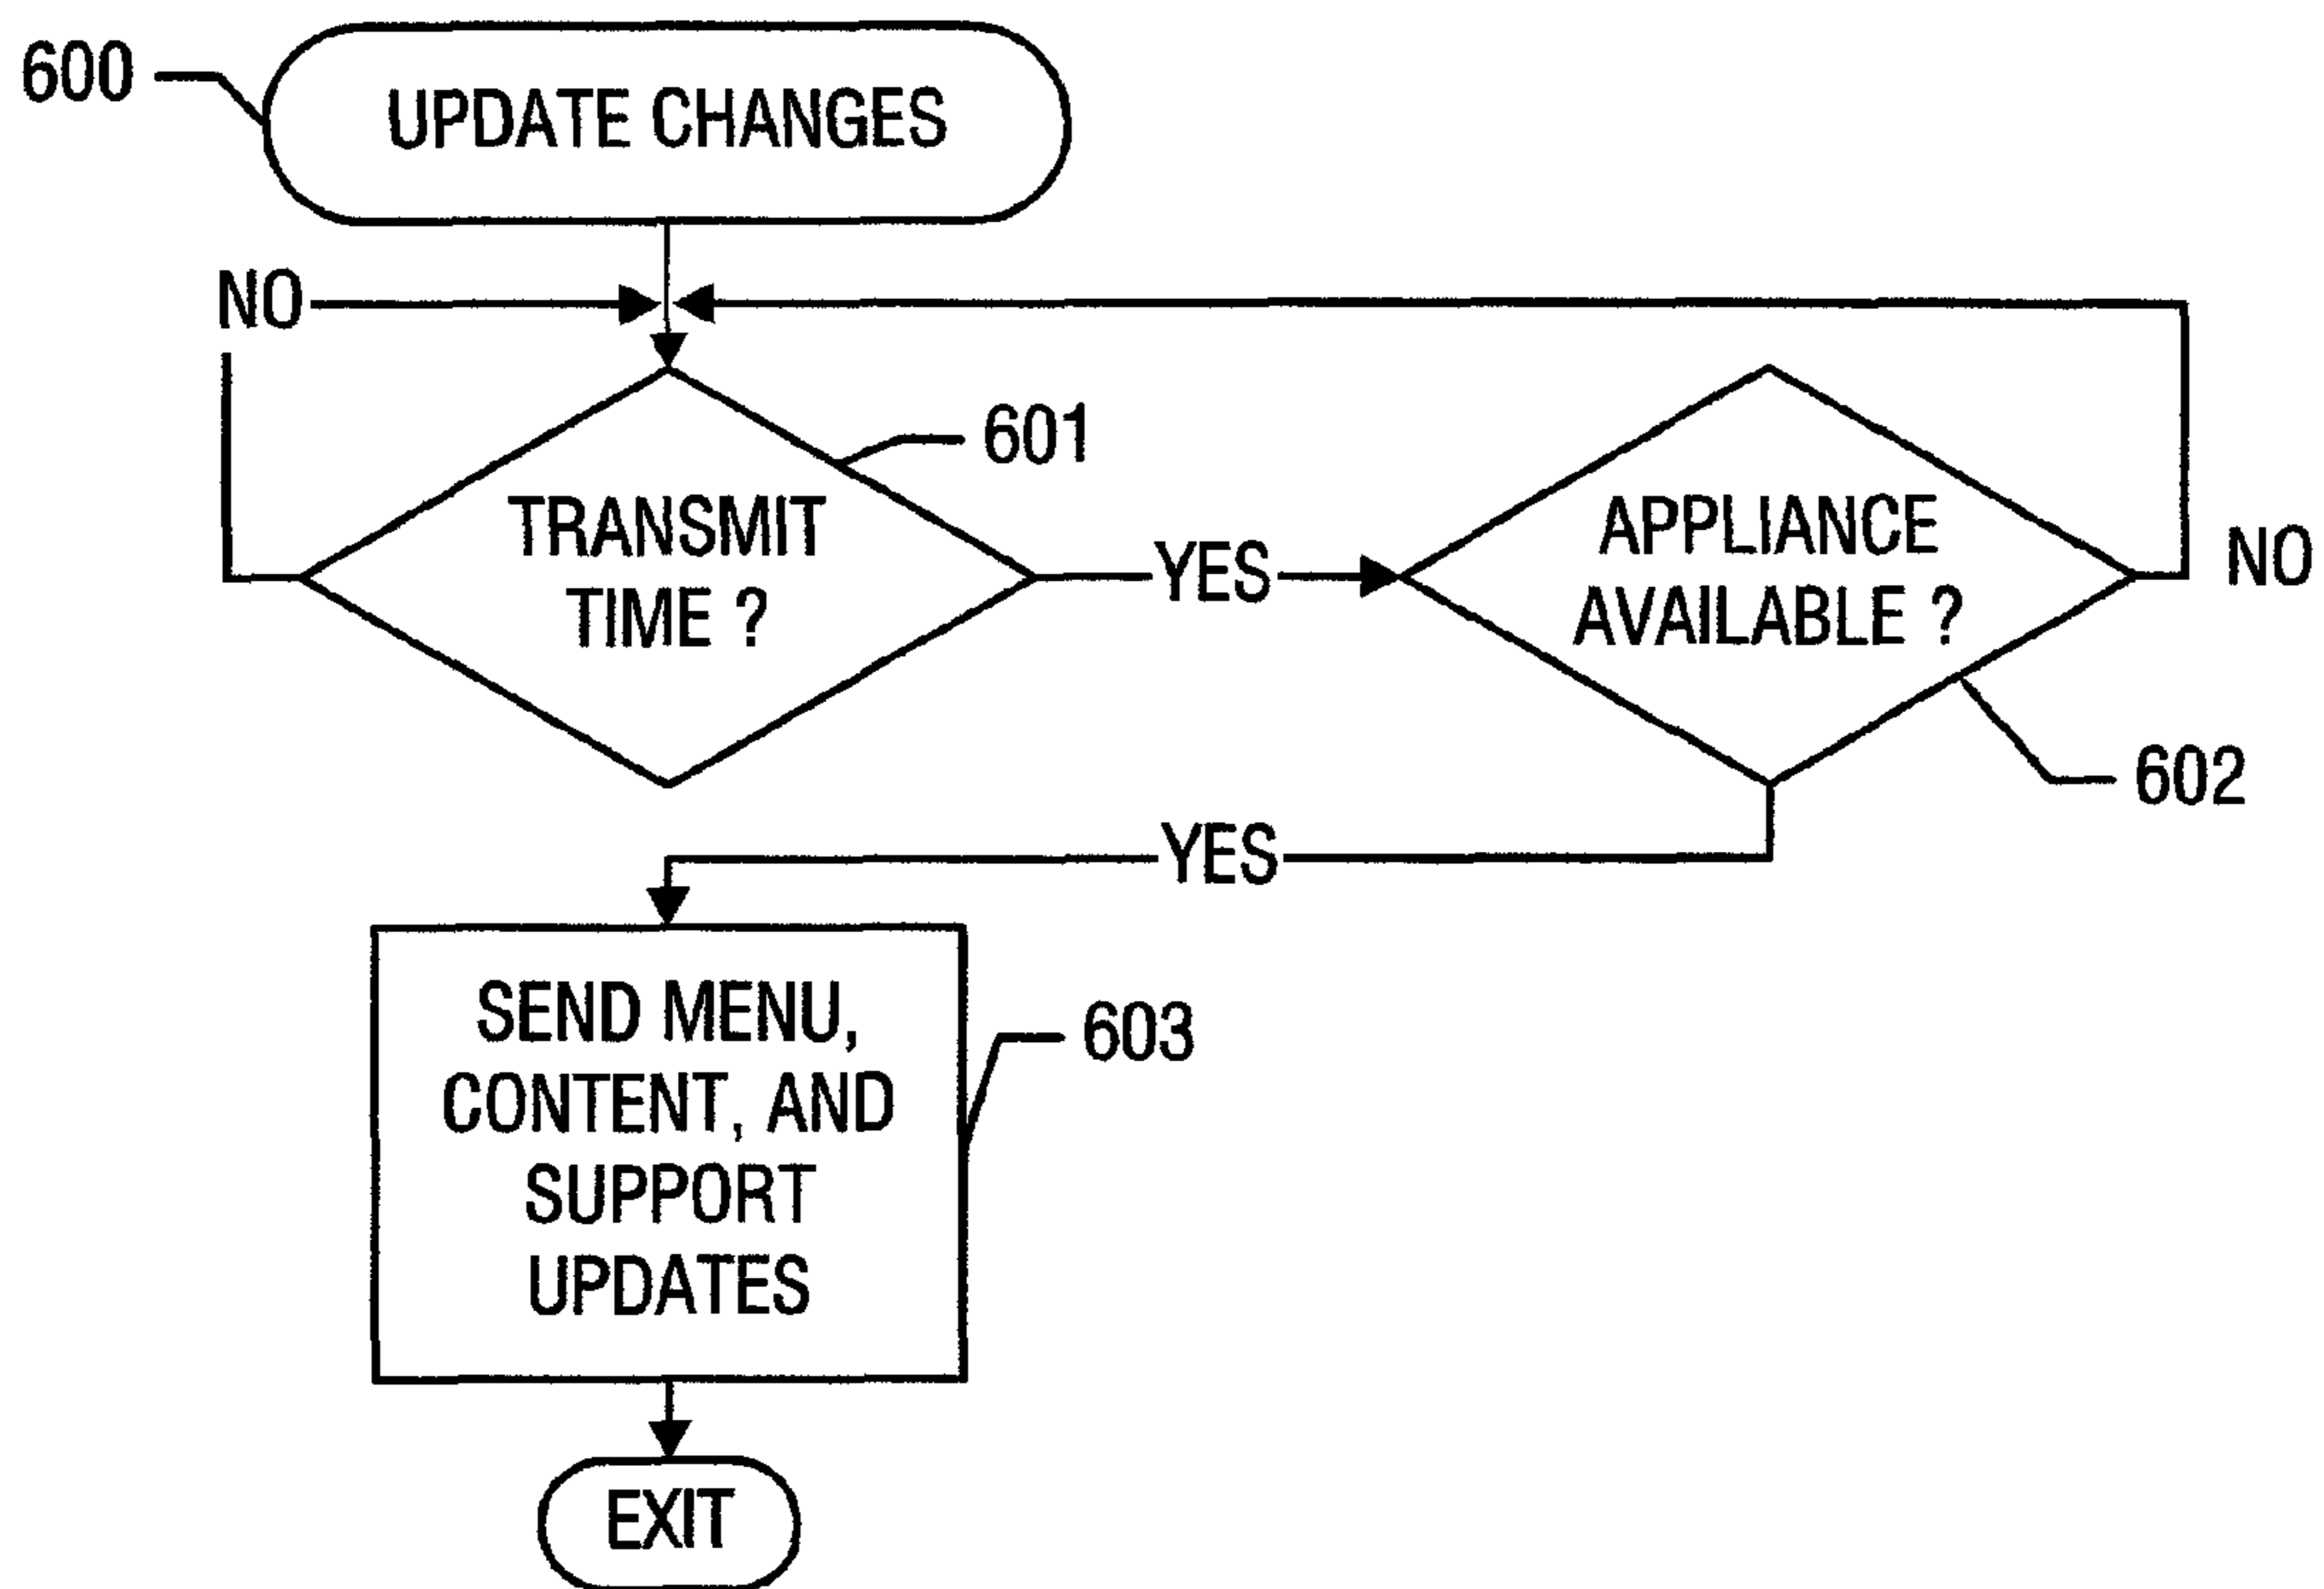 600
UPDATE CHANGES
NO
601
TRANSMIT
TIME ?
YES
APPLIANCE
AVAILABLE ?
NO
602
YES
SEND MENU,
CONTENT, AND
SUPPORT
UPDATES
603
EXIT